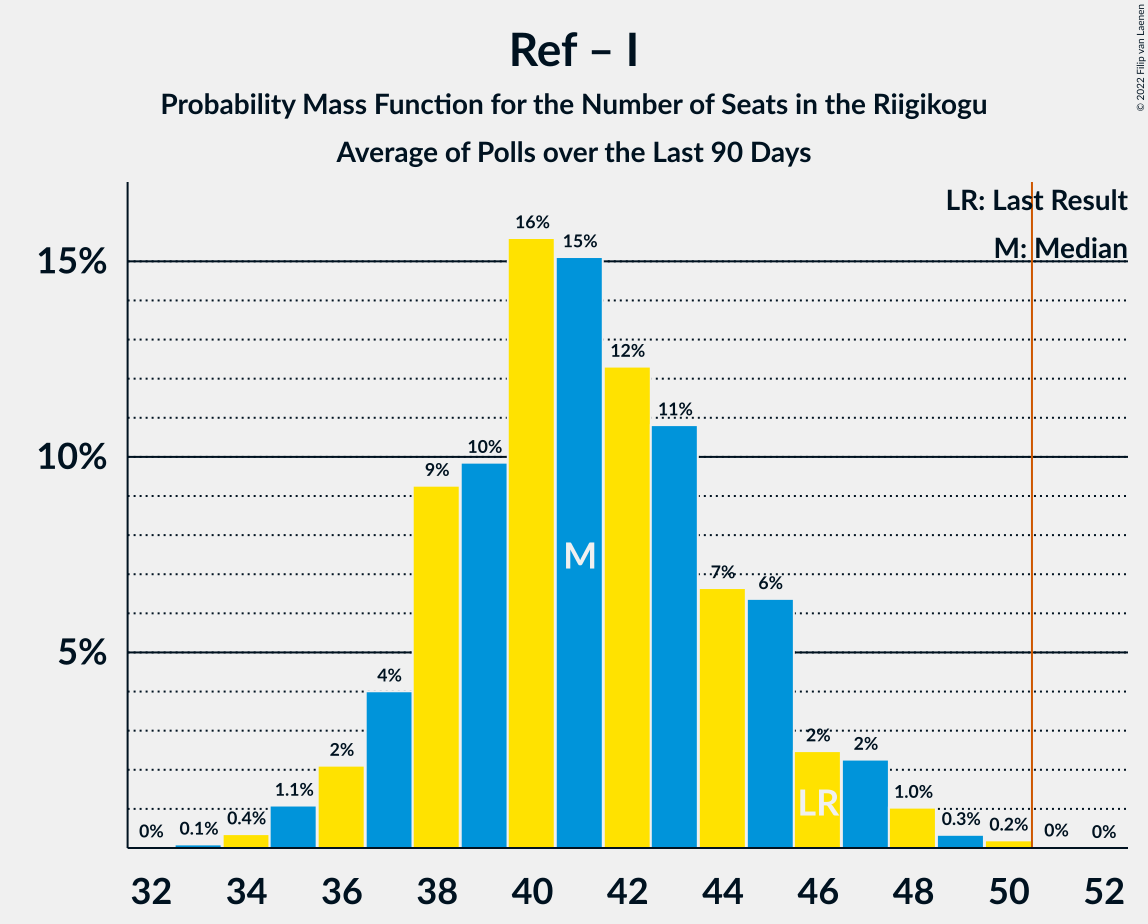 Ref – I
Probability Mass Function for the Number of Seats in the Riigikogu
Average of Polls over the Last 90 Days
© 2022 Filip van Laenen
LR: Last Result
M: Median
15%
10%
5%
0%
0.1%
0.4%
1.1%
2%
4%
9%
10%
16%
15%
12%
11%
7%
6%
2%
2%
1.0%
0.3%
0.2%
0%
0%
M
LR
32 34 36 38 40 42 44 46 48 50 52